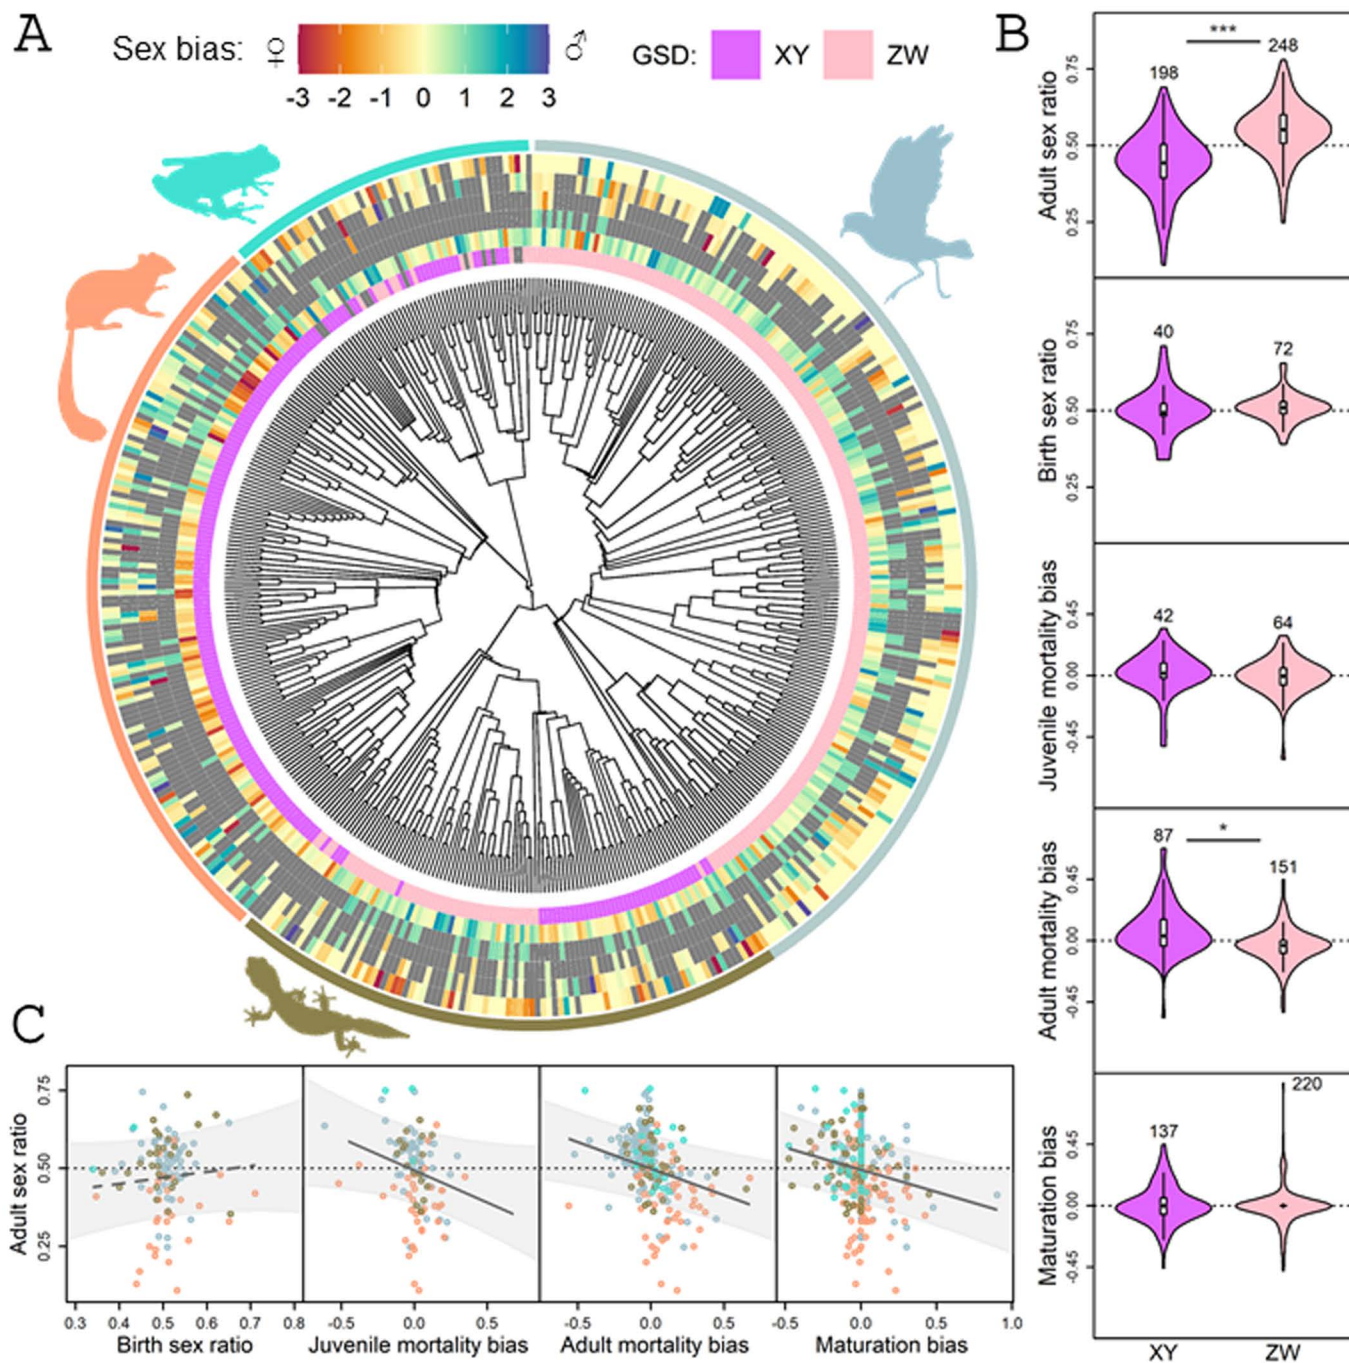 A
Sex bias: ♀ ♂
-3 -2 -1 0 1 2 3
GSD: XY ZW
B
Adult sex ratio
0.25 0.50 0.75
198
***
248
Birth sex ratio
0.25 0.50 0.75
40
72
Juvenile mortality bias
-0.45 0.00 0.45
42
64
Adult mortality bias
-0.45 0.00 0.45
87
*
151
Maturation bias
-0.45 0.00 0.45
137
220
XY ZW
C
Adult sex ratio
0.25 0.50 0.75
0.3 0.4 0.5 0.6 0.7 0.8
Birth sex ratio
-0.5 0.0 0.5
Juvenile mortality bias
-0.5 0.0 0.5
Adult mortality bias
-0.5 0.0 0.5 1.0
Maturation bias